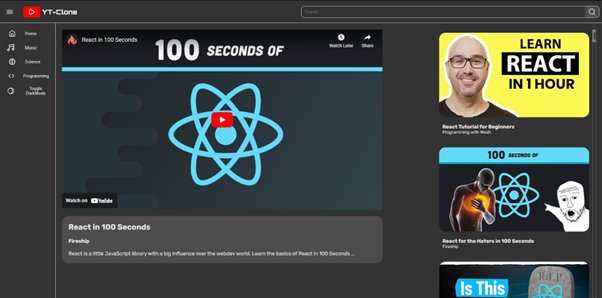 YT-Clone
Search
Home
Music
Science
Programming
Toggle
DarkMode
React in 100 Seconds
Watch Later
Share
100 SECONDS OF
Watch on YouTube
React in 100 Seconds
Fireship
React is a little JavaScript library with a big influence over the webdev world. Learn the basics of React in 100 Seconds ...
LEARN
REACT
IN 1 HOUR
React Tutorial for Beginners
Programming with Mosh
100 SECONDS OF
React for the Haters in 100 Seconds
Fireship
Is This
R.I.P.